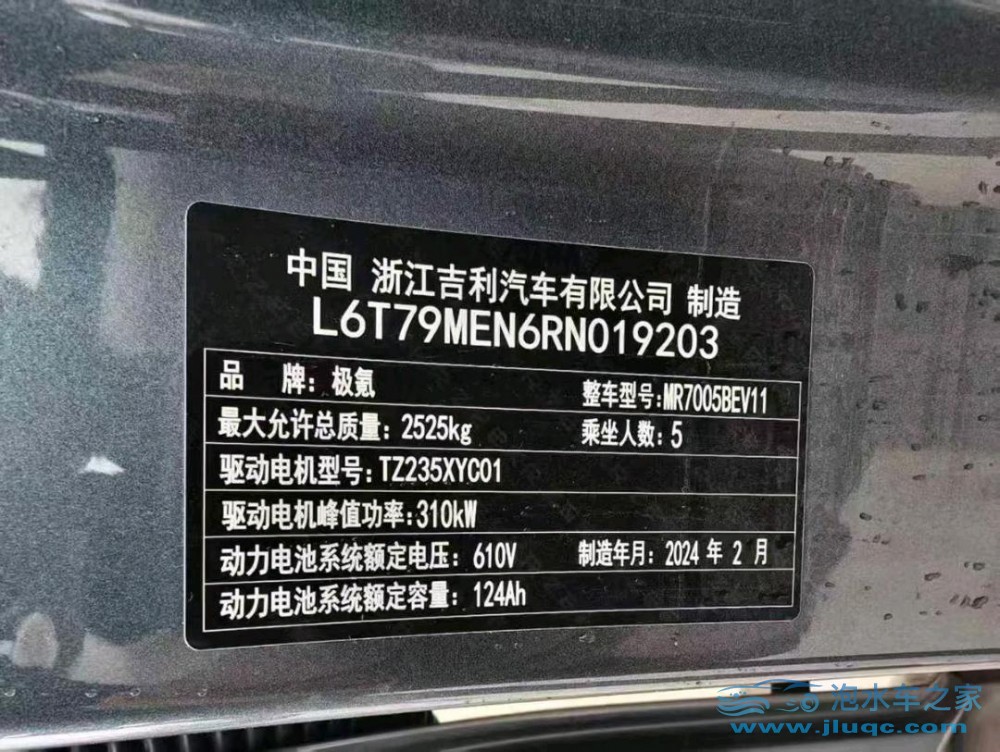 中国 浙江吉利汽车有限公司 制造
L6T79MEN6RN019203
品 牌：极氪 整车型号：MR7005BEV11
最大允许总质量：2525kg 乘坐人数：5
驱动电机型号：TZ235XYC01
驱动电机峰值功率：310kW
动力电池系统额定电压：610V 制造年月：2024 年 2 月
动力电池系统额定容量：124Ah
泡水车之家
www.jluqc.com